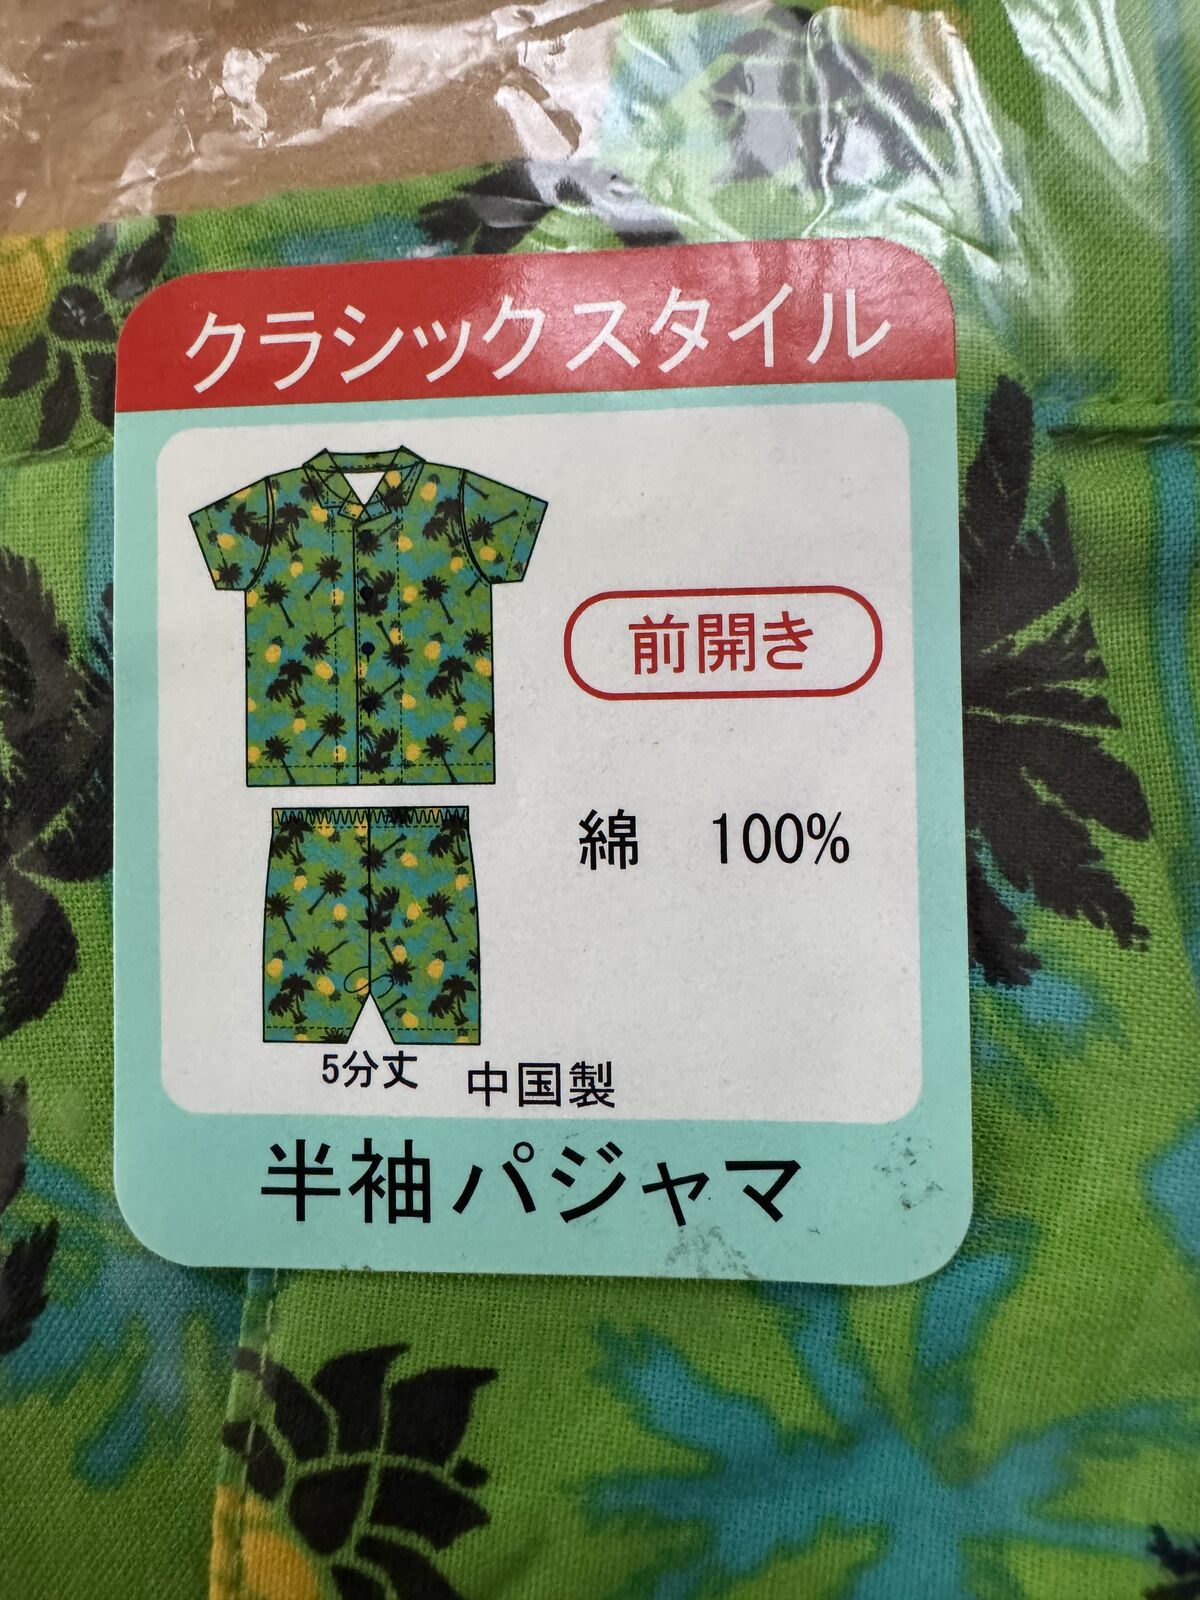 クラシックスタイル
前開き
綿　100%
5分丈
中国製
半袖パジャマ